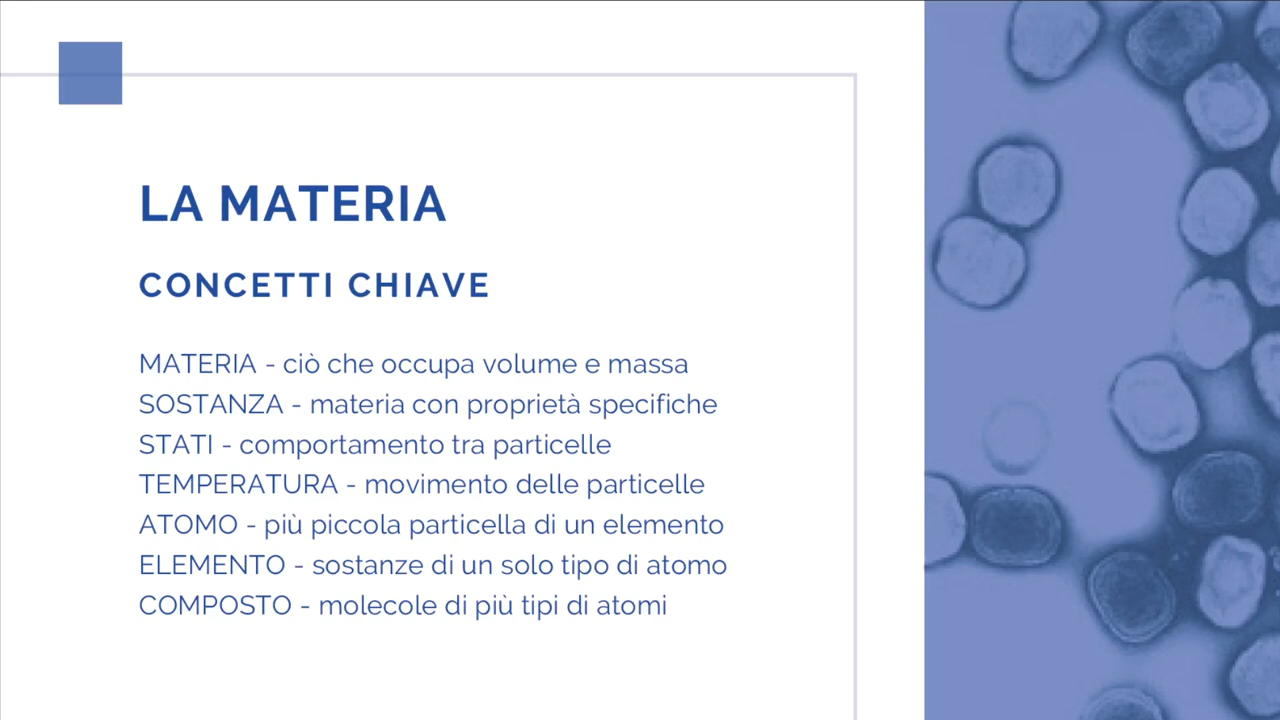 LA MATERIA
CONCETTI CHIAVE
MATERIA - ciò che occupa volume e massa
SOSTANZA - materia con proprietà specifiche
STATI - comportamento tra particelle
TEMPERATURA - movimento delle particelle
ATOMO - più piccola particella di un elemento
ELEMENTO - sostanze di un solo tipo di atomo
COMPOSTO - molecole di più tipi di atomi